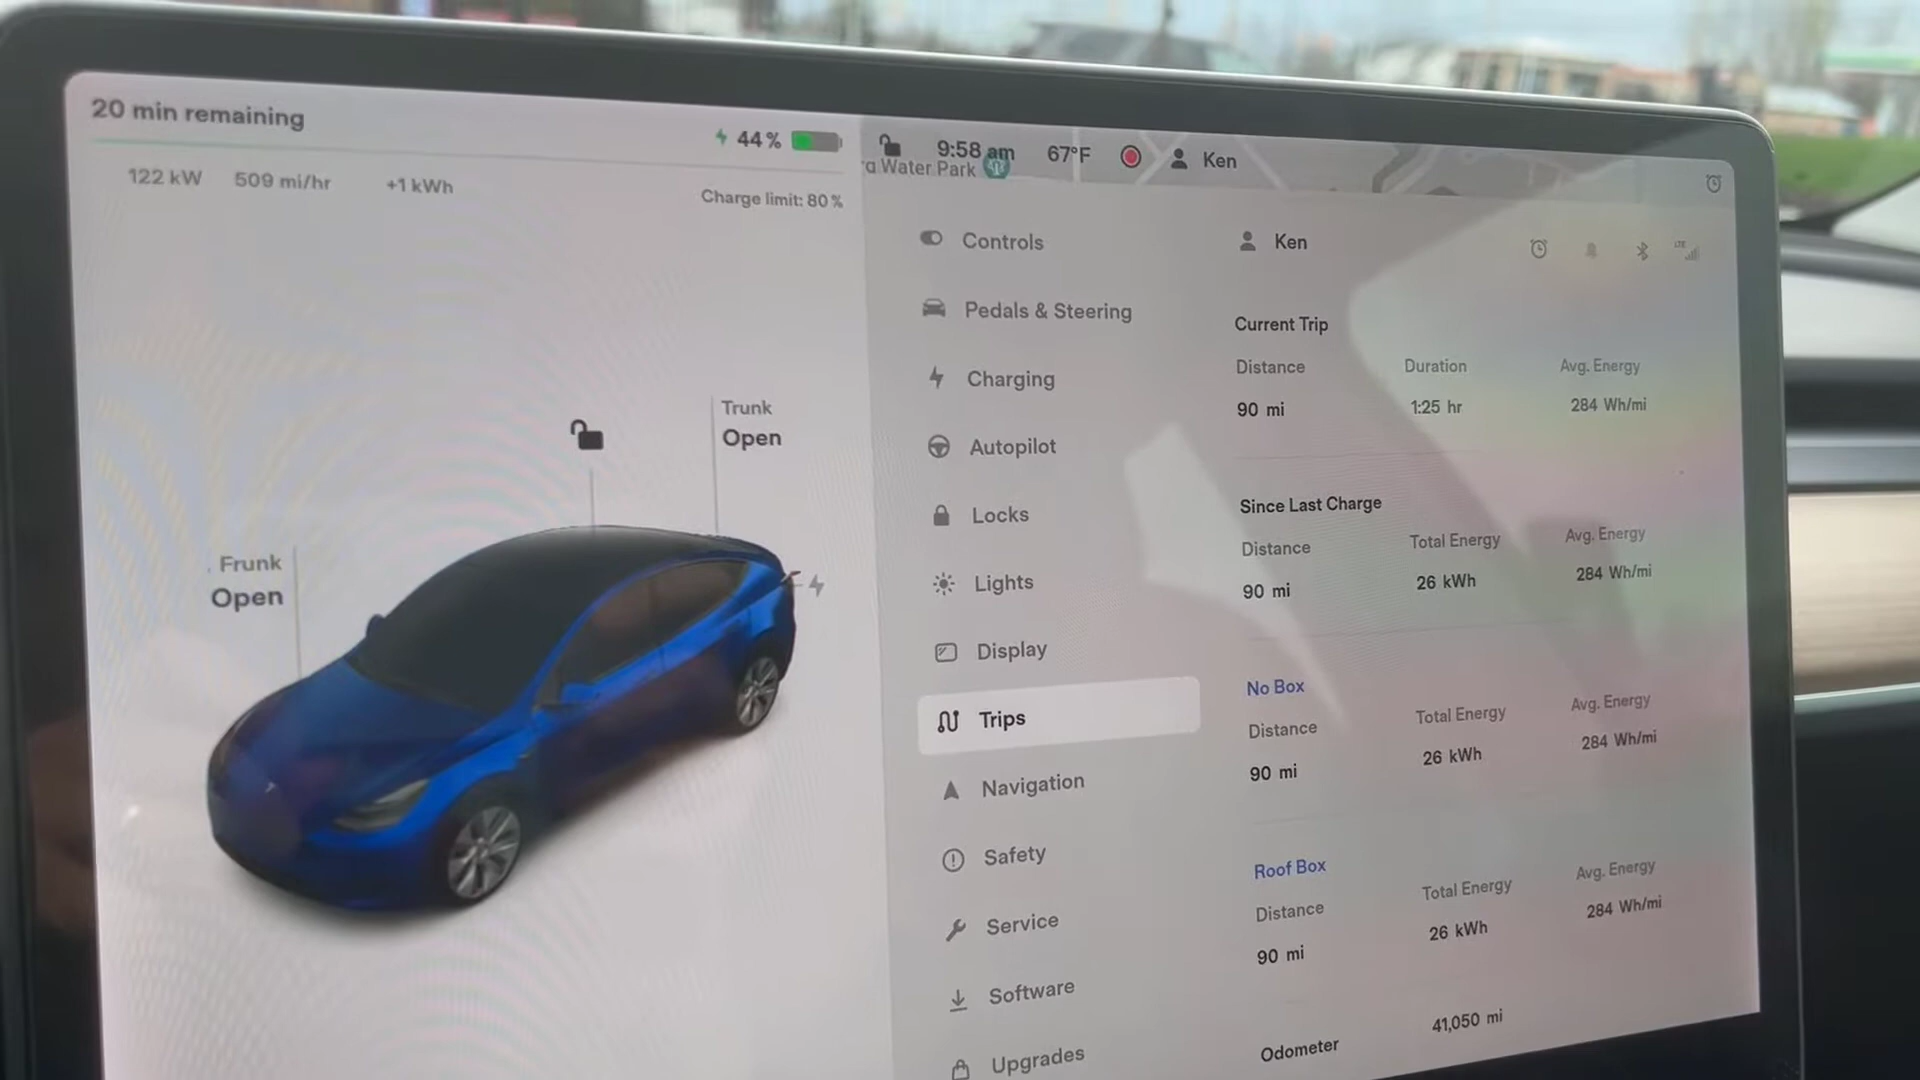 20 min remaining
44%
122 kW 509 mi/hr +1 kWh
Charge limit: 80%
Trunk
Open
Frunk
Open
9:58 am 67°F Ken
Water Park
Controls
Pedals & Steering
Charging
Autopilot
Locks
Lights
Display
Trips
Navigation
Safety
Service
Software
Upgrades
Ken
LTE
Current Trip
Distance Duration Avg. Energy
90 mi 1:25 hr 284 Wh/mi
Since Last Charge
Distance Total Energy Avg. Energy
90 mi 26 kWh 284 Wh/mi
No Box
Distance Total Energy Avg. Energy
90 mi 26 kWh 284 Wh/mi
Roof Box
Distance Total Energy Avg. Energy
90 mi 26 kWh 284 Wh/mi
Odometer 41,050 mi